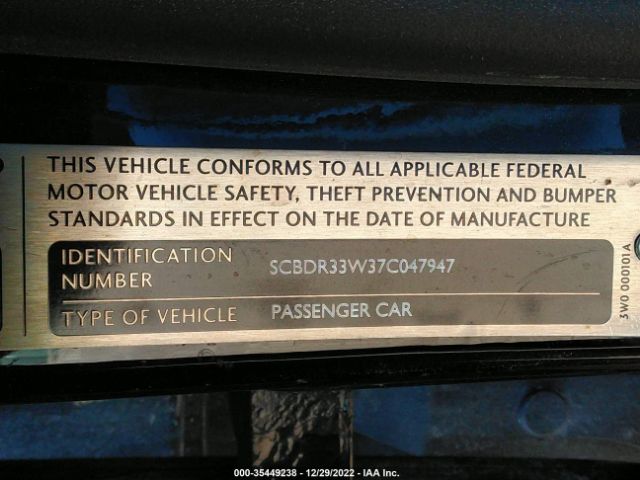 THIS VEHICLE CONFORMS TO ALL APPLICABLE FEDERAL
MOTOR VEHICLE SAFETY, THEFT PREVENTION AND BUMPER
STANDARDS IN EFFECT ON THE DATE OF MANUFACTURE
IDENTIFICATION
NUMBER
SCBDR33W37C047947
TYPE OF VEHICLE
PASSENGER CAR
3W0 000101A
000-35449238 - 12/29/2022 - IAA Inc.